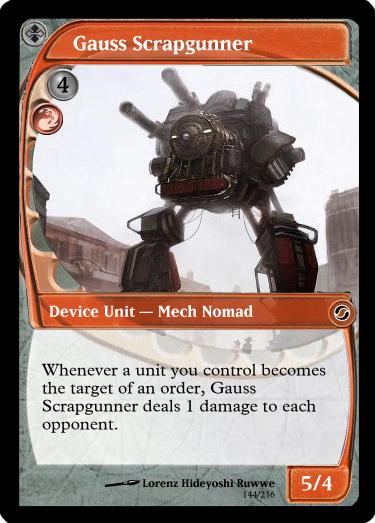 Gauss Scrapgunner
4
Device Unit — Mech Nomad
Whenever a unit you control becomes
the target of an order, Gauss
Scrapgunner deals 1 damage to each
opponent.
Lorenz Hideyoshi Ruwwe
144/236
5/4